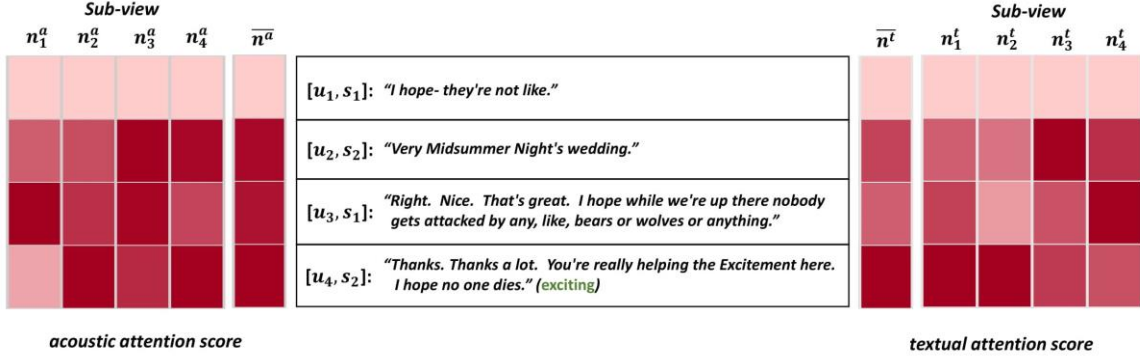 Sub-view
Sub-view
n₁ᵃ n₂ᵃ n₃ᵃ n₄ᵃ n̅ᵃ
n̅ᵗ n₁ᵗ n₂ᵗ n₃ᵗ n₄ᵗ
[u₁, s₁]: “I hope- they're not like.”
[u₂, s₂]: “Very Midsummer Night's wedding.”
[u₃, s₁]: “Right. Nice. That's great. I hope while we're up there nobody
gets attacked by any, like, bears or wolves or anything.”
[u₄, s₂]: “Thanks. Thanks a lot. You're really helping the Excitement here.
I hope no one dies.” (exciting)
acoustic attention score
textual attention score